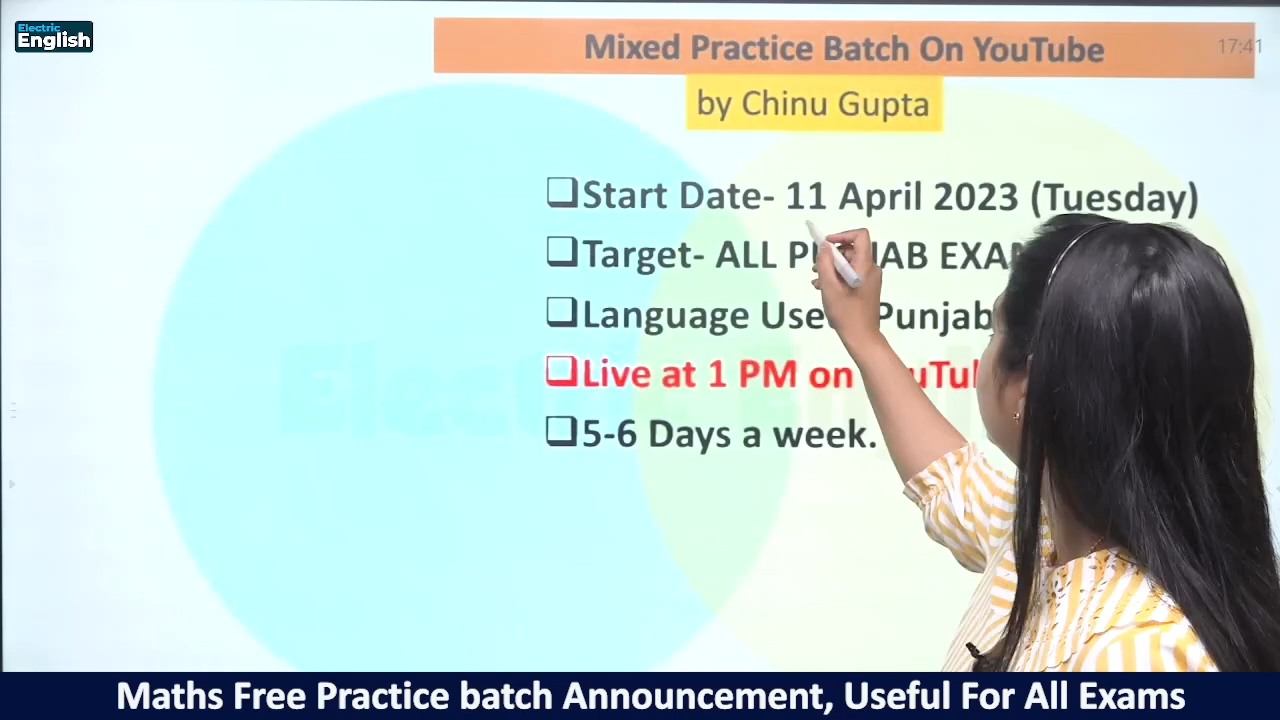 Electric
English
Mixed Practice Batch On YouTube
17:41
by Chinu Gupta
Start Date- 11 April 2023 (Tuesday)
Target- ALL
Language
Live at 1 PM on
5-6 Days a week.
Maths Free Practice batch Announcement, Useful For All Exams